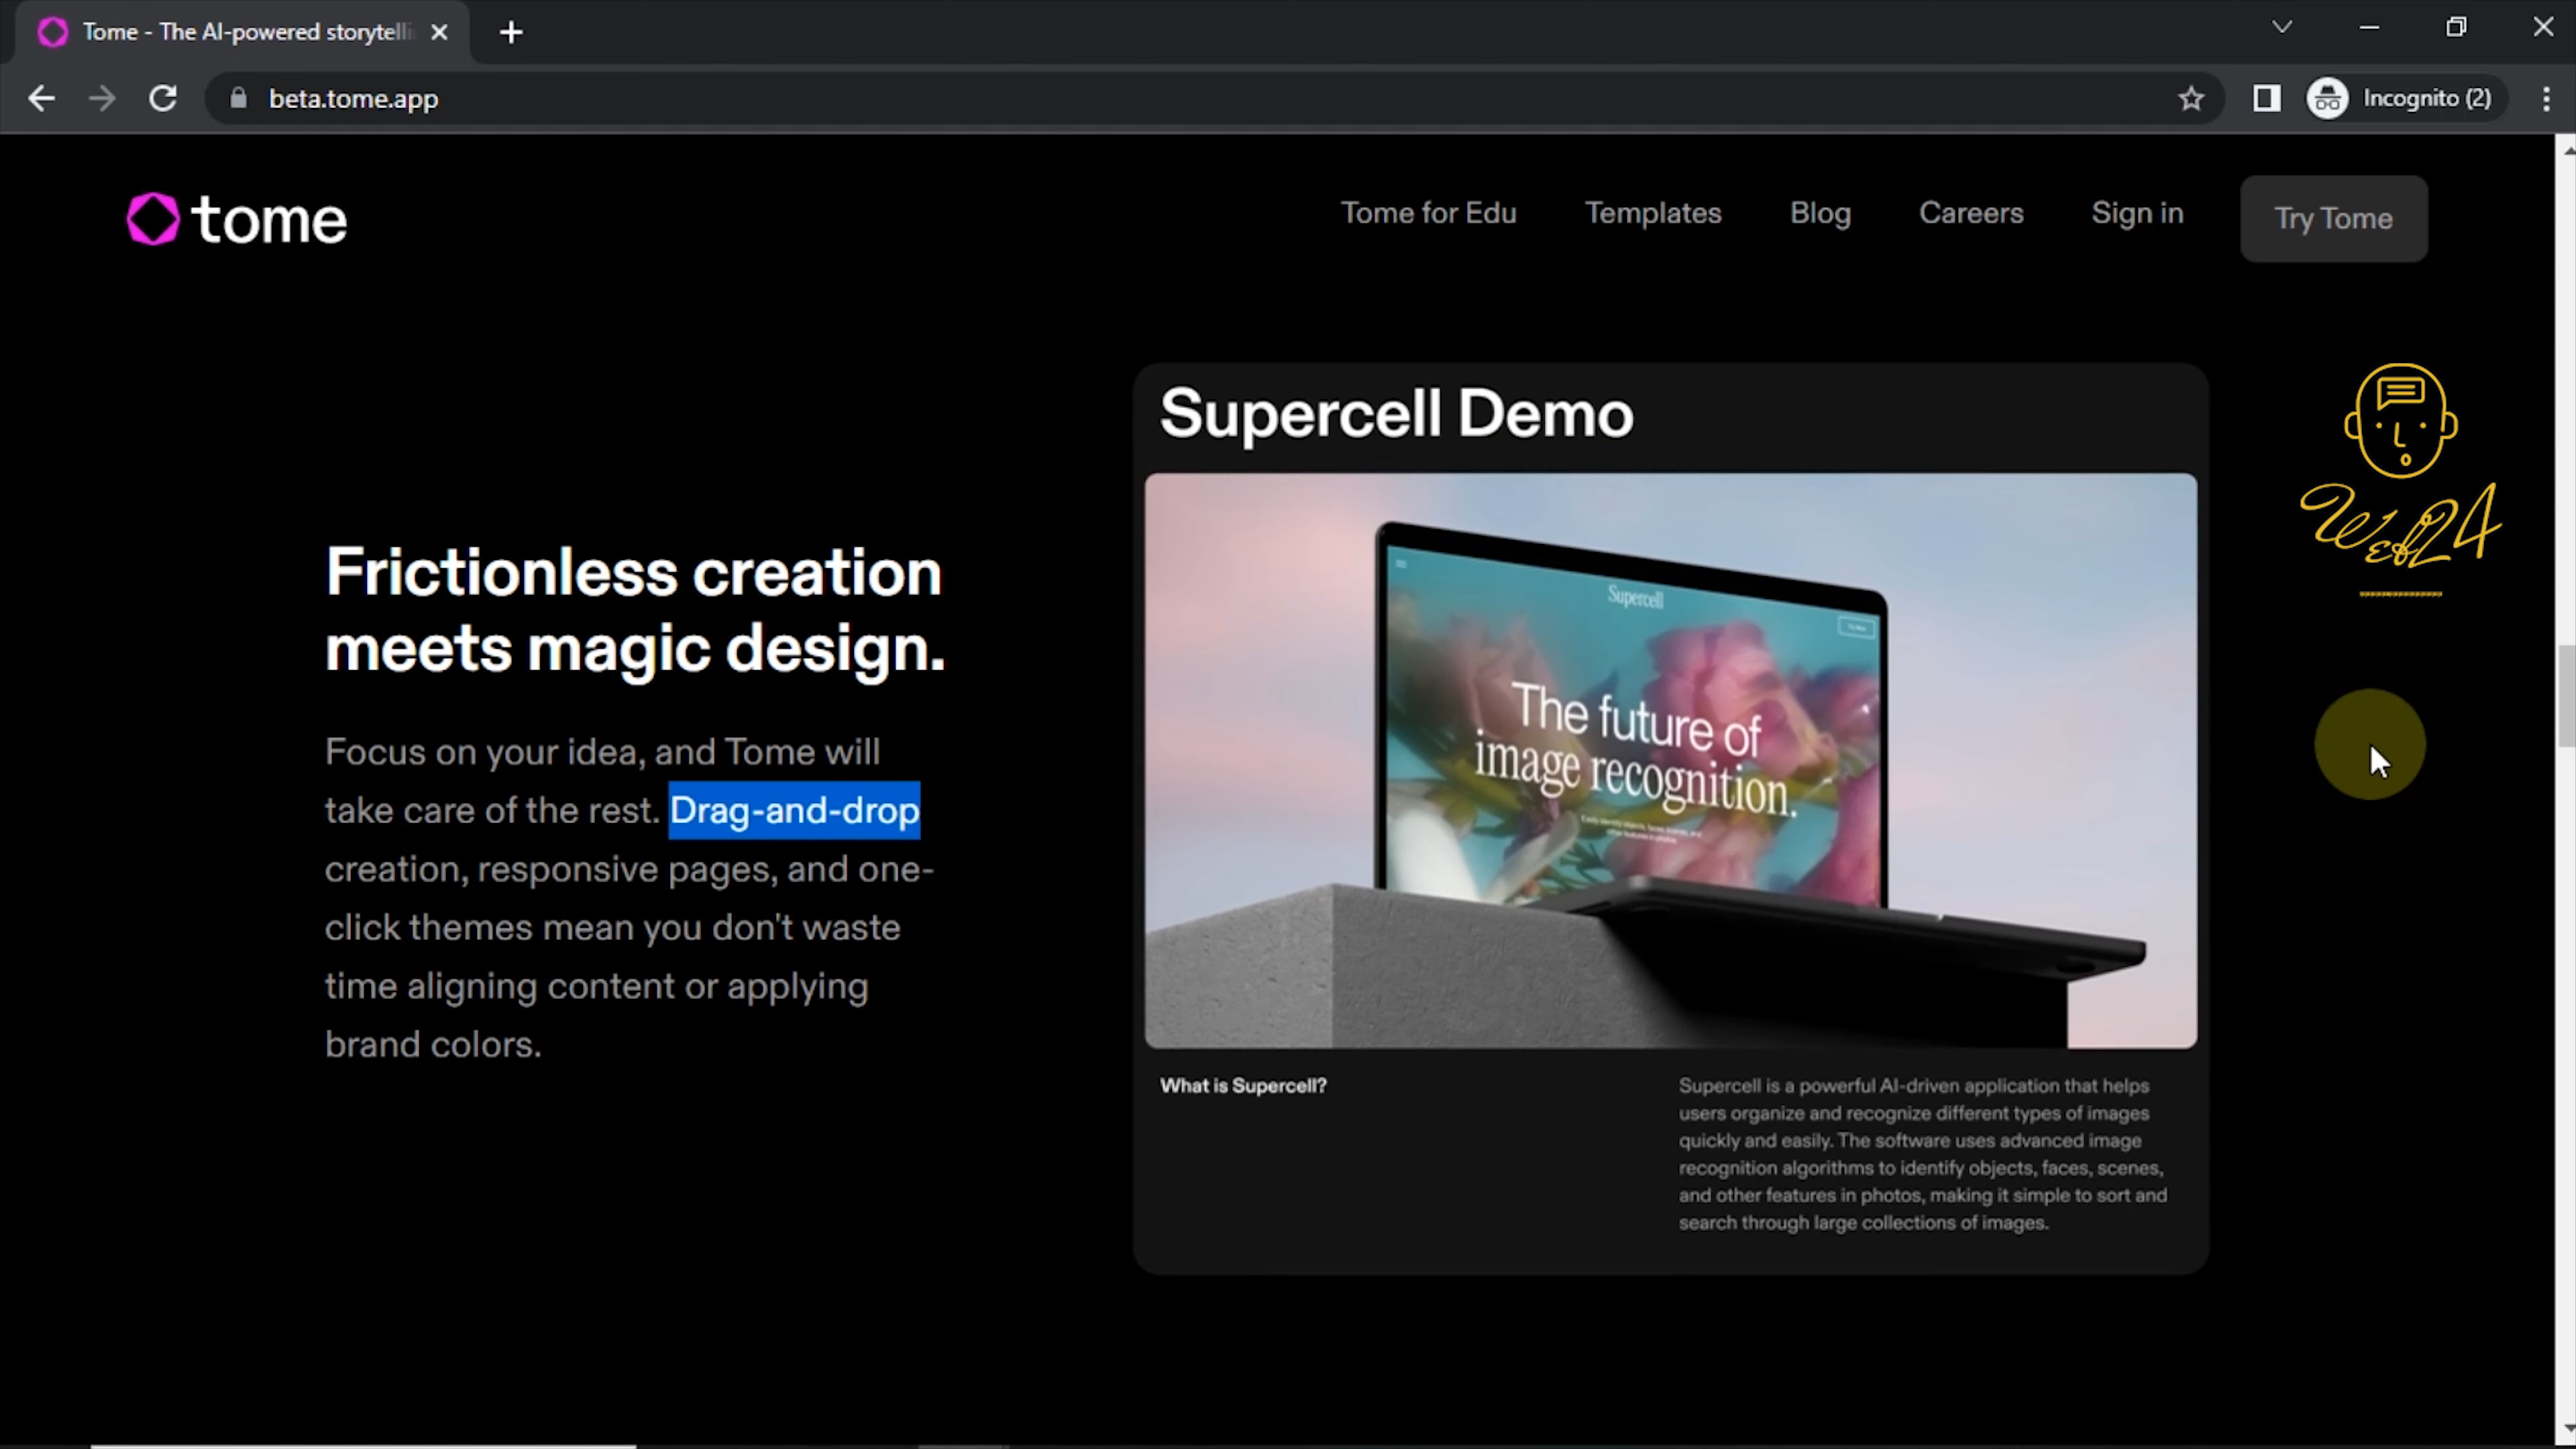 Tome - The AI-powered storytelli
beta.tome.app
Incognito (2)
tome
Tome for Edu
Templates
Blog
Careers
Sign in
Try Tome
Supercell Demo
Web24
Frictionless creation
meets magic design.
Focus on your idea, and Tome will
take care of the rest. Drag-and-drop
creation, responsive pages, and one-
click themes mean you don't waste
time aligning content or applying
brand colors.
Supercell
The future of
image recognition.
What is Supercell?
Supercell is a powerful AI-driven application that helps
users organize and recognize different types of images
quickly and easily. The software uses advanced image
recognition algorithms to identify objects, faces, scenes,
and other features in photos, making it simple to sort and
search through large collections of images.